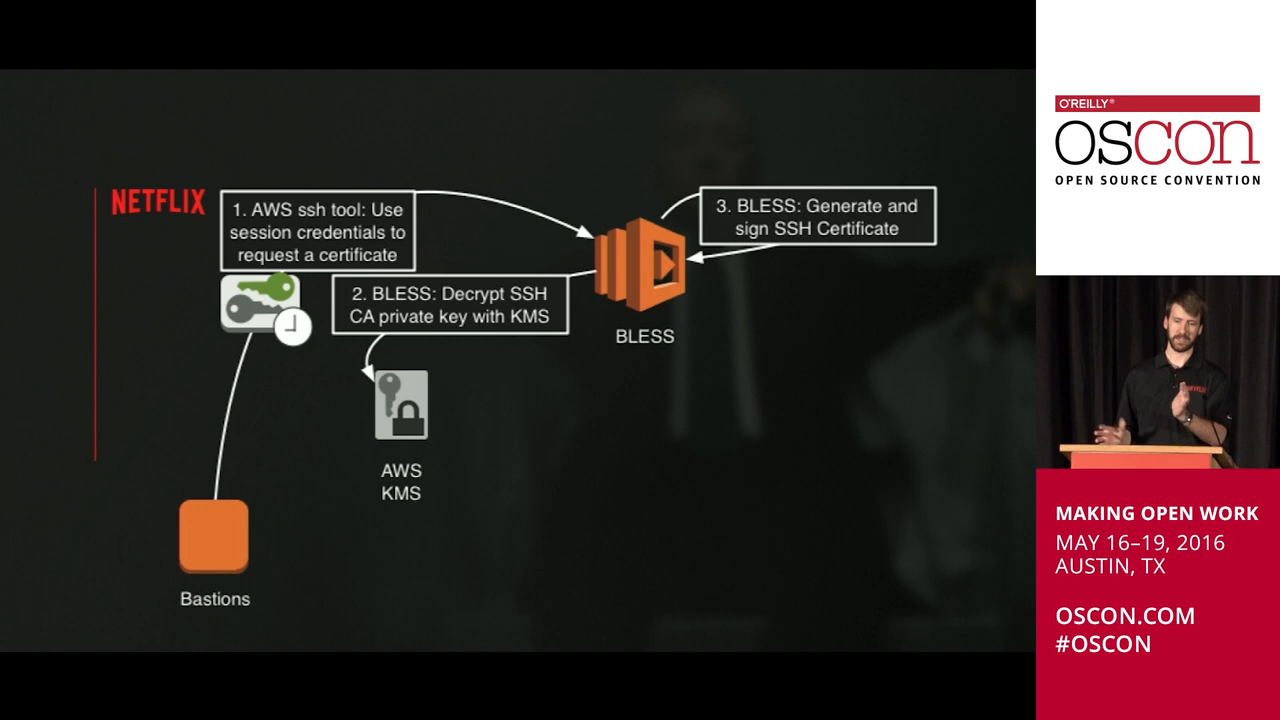 NETFLIX
1. AWS ssh tool: Use
session credentials to
request a certificate
2. BLESS: Decrypt SSH
CA private key with KMS
3. BLESS: Generate and
sign SSH Certificate
BLESS
AWS
KMS
Bastions
O'REILLY®
OSCON
OPEN SOURCE CONVENTION
NETFLIX
MAKING OPEN WORK
MAY 16–19, 2016
AUSTIN, TX
OSCON.COM
#OSCON